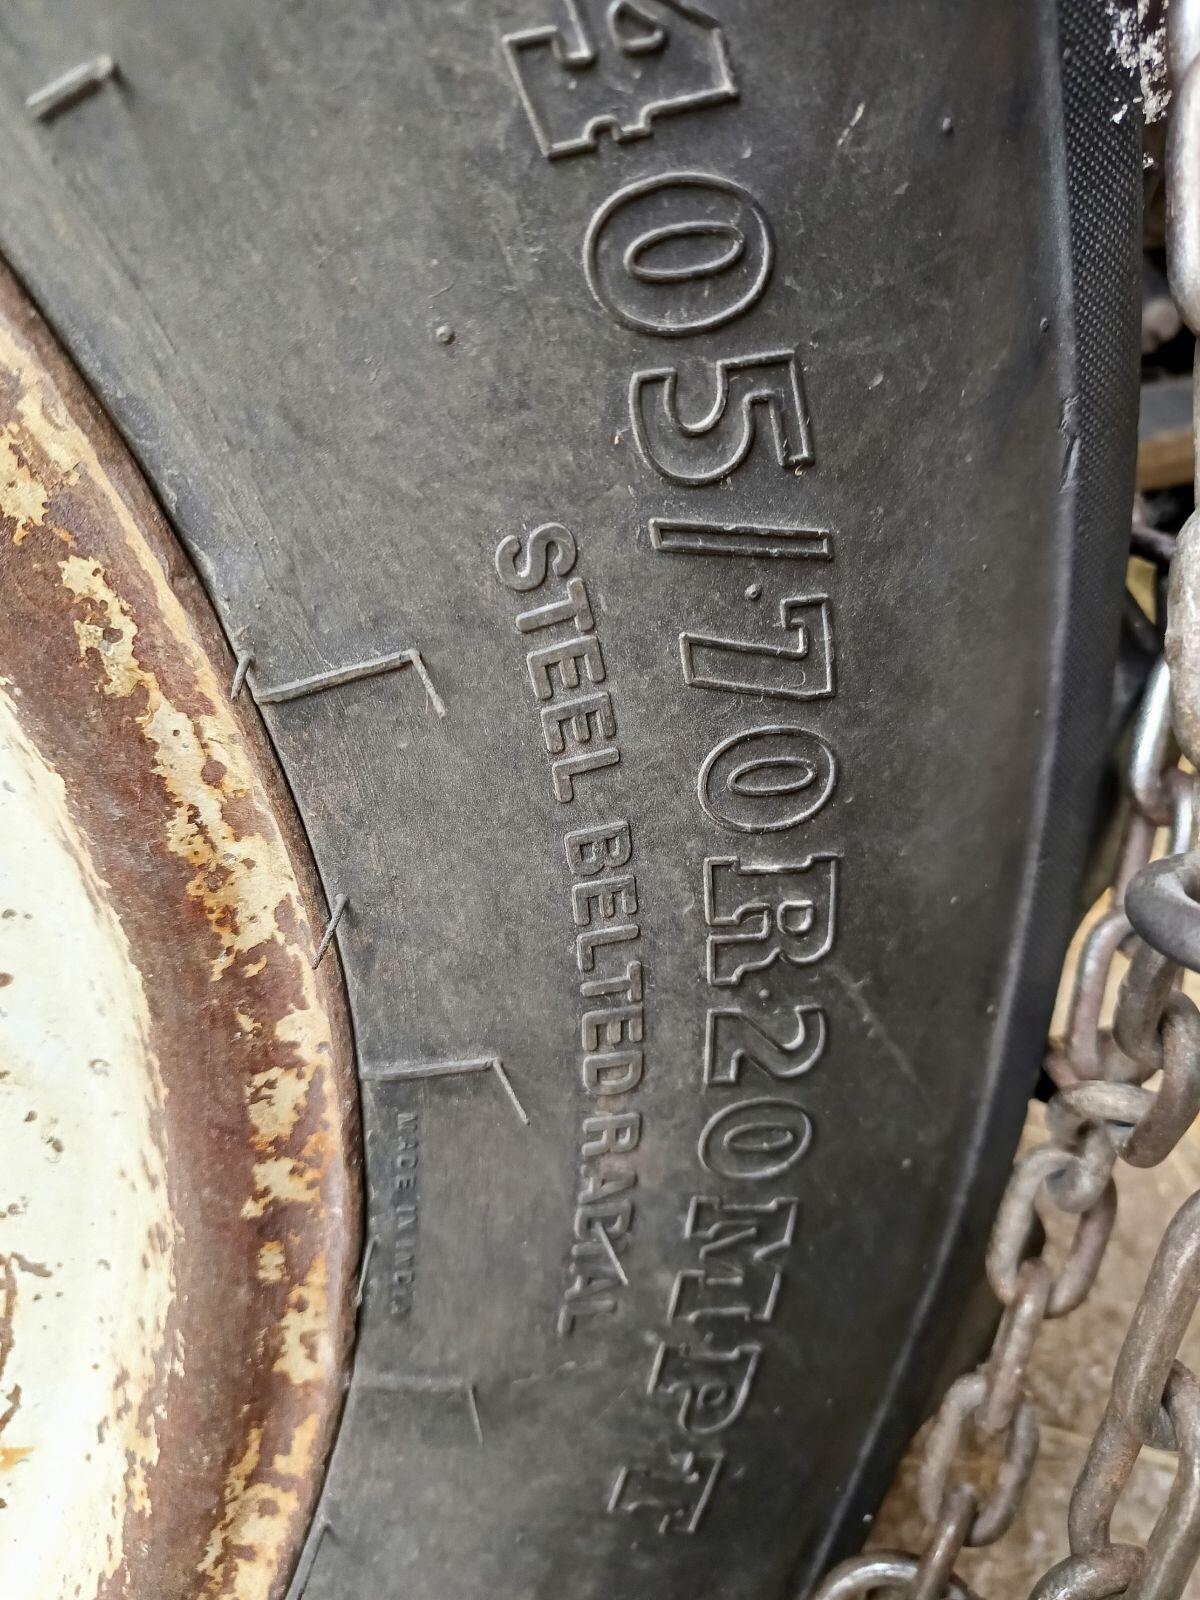 405/70R20MPT
STEEL BELTED RADIAL
MADE IN INDIA